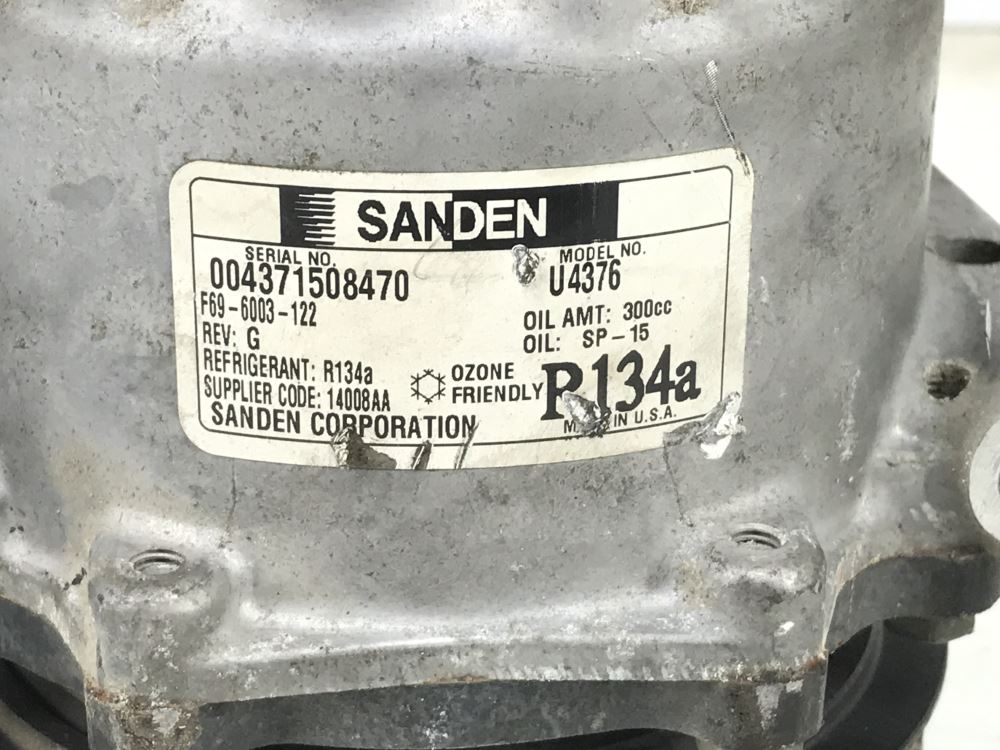 SANDEN
SERIAL NO. MODEL NO.
004371508470 U4376
F69-6003-122 OIL AMT: 300cc
REV: G OIL: SP-15
REFRIGERANT: R134a OZONE R134a
SUPPLIER CODE: 14008AA FRIENDLY
SANDEN CORPORATION IN U.S.A.